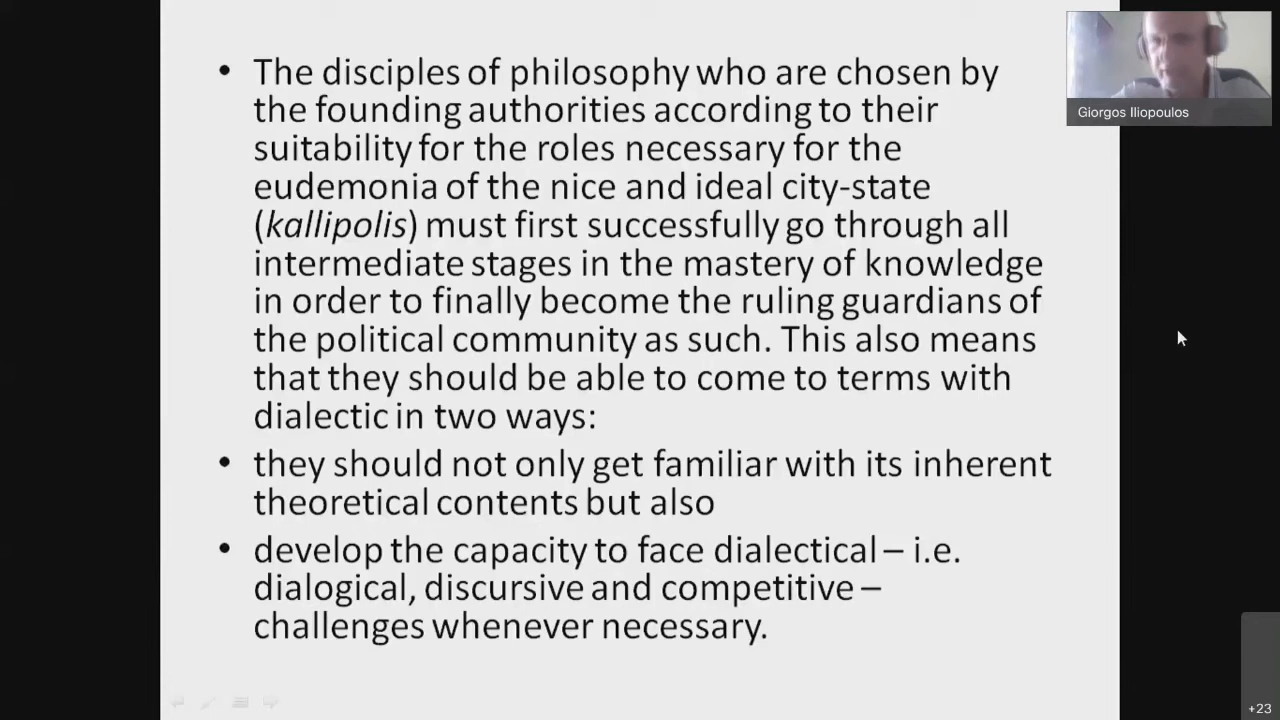 • The disciples of philosophy who are chosen by
the founding authorities according to their
suitability for the roles necessary for the
eudemonia of the nice and ideal city-state
(kallipolis) must first successfully go through all
intermediate stages in the mastery of knowledge
in order to finally become the ruling guardians of
the political community as such. This also means
that they should be able to come to terms with
dialectic in two ways:
• they should not only get familiar with its inherent
theoretical contents but also
• develop the capacity to face dialectical – i.e.
dialogical, discursive and competitive –
challenges whenever necessary.
Giorgos Iliopoulos
+23